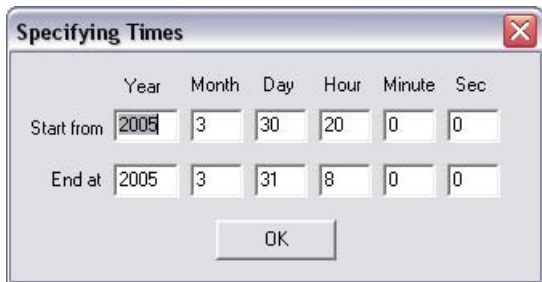 Specifying Times
Year Month Day Hour Minute Sec
Start from 2005 3 30 20 0 0
End at 2005 3 31 8 0 0
OK